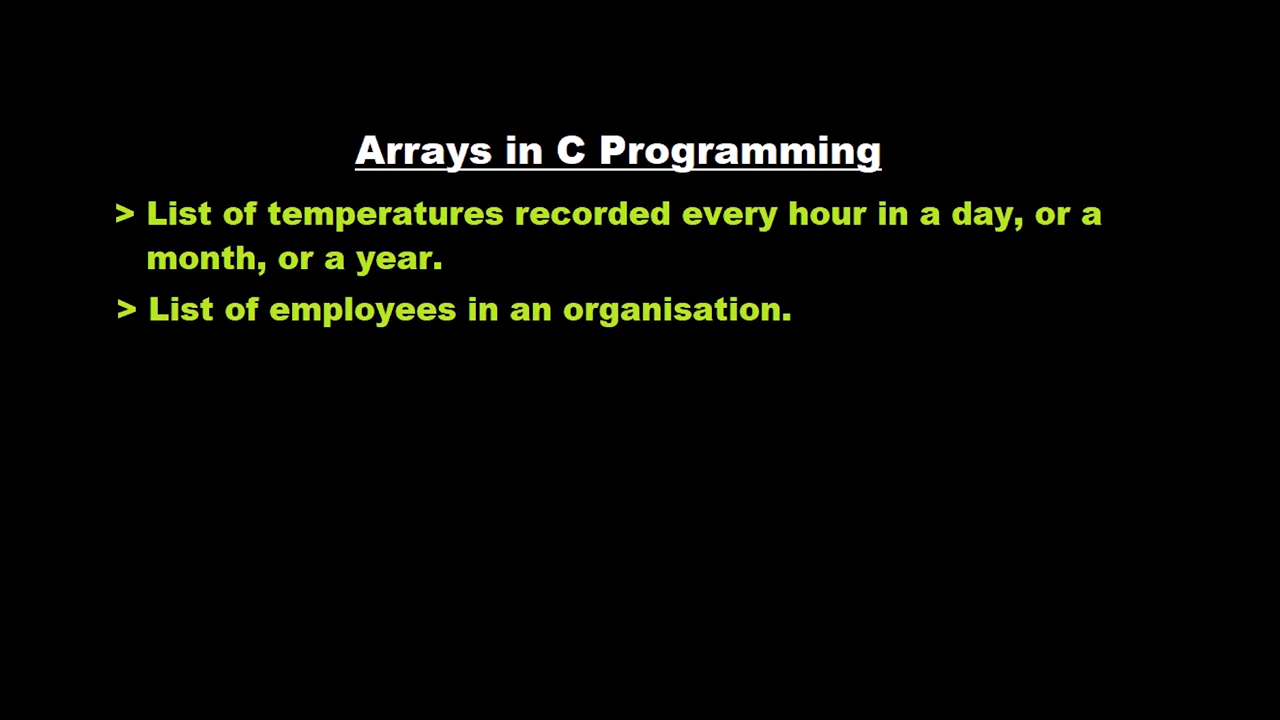 Arrays in C Programming
> List of temperatures recorded every hour in a day, or a
month, or a year.
> List of employees in an organisation.